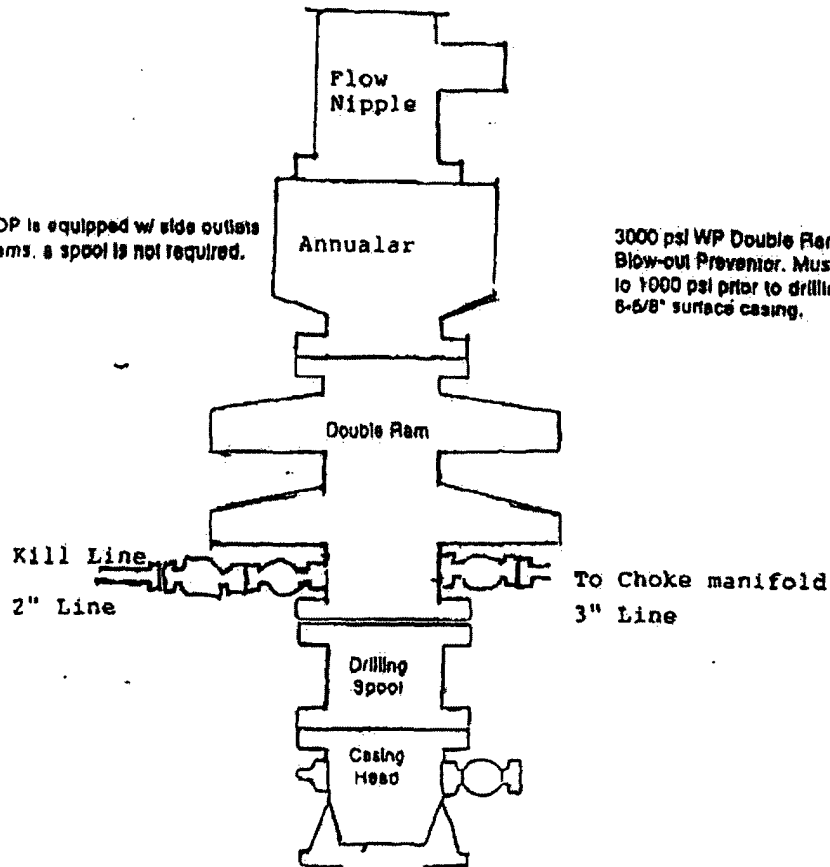 Flow
Nipple
OP is equipped w/ side outlets
ams, a spool is not required.
Annualar
3000 psi WP Double Ram
Blow-out Preventor. Must
to 1000 psi prior to drilling
6-5/8" surface casing.
Double Ram
Kill Line
2" Line
To Choke manifold
3" Line
Drilling
Spool
Casing
Head